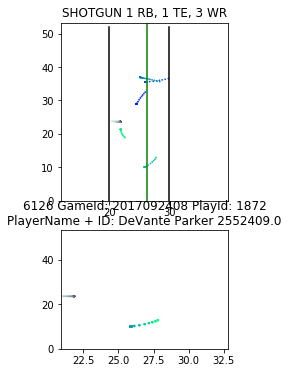 SHOTGUN 1 RB, 1 TE, 3 WR
50
40
30
20
10
0
20 30
6126 GameId: 2017092408 PlayId: 1872
PlayerName + ID: DeVante Parker 2552409.0
40
20
0
22.5 25.0 27.5 30.0 32.5